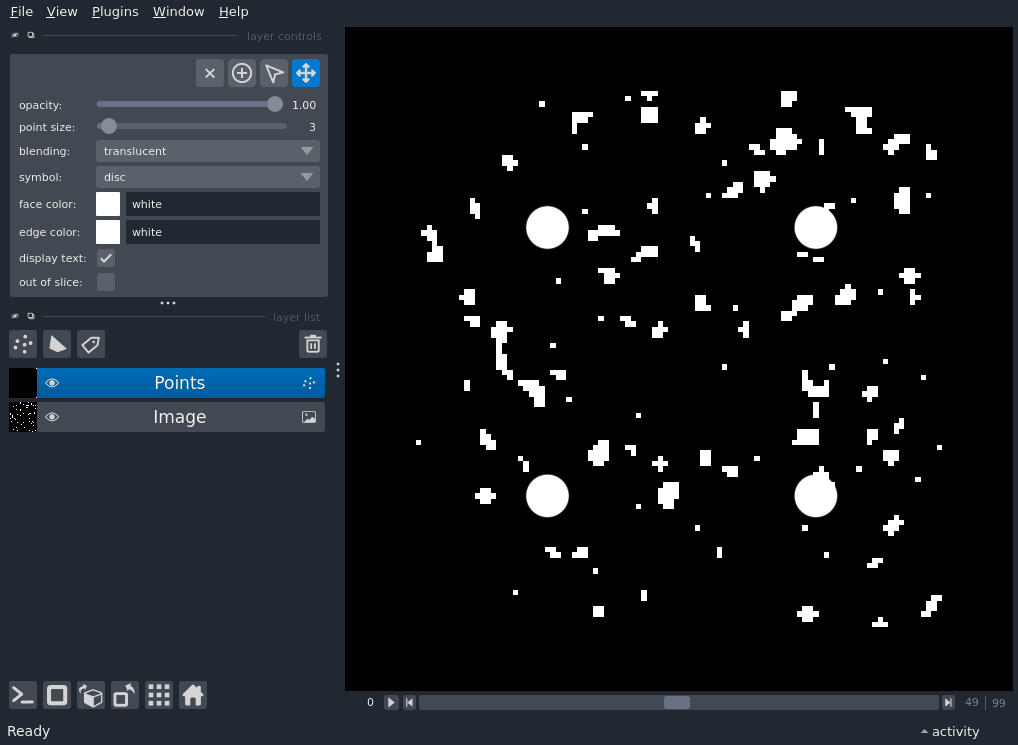 File View Plugins Window Help
layer controls
opacity: 1.00
point size: 3
blending: translucent
symbol: disc
face color: white
edge color: white
display text:
out of slice:
layer list
Points
Image
0 49 99
Ready activity